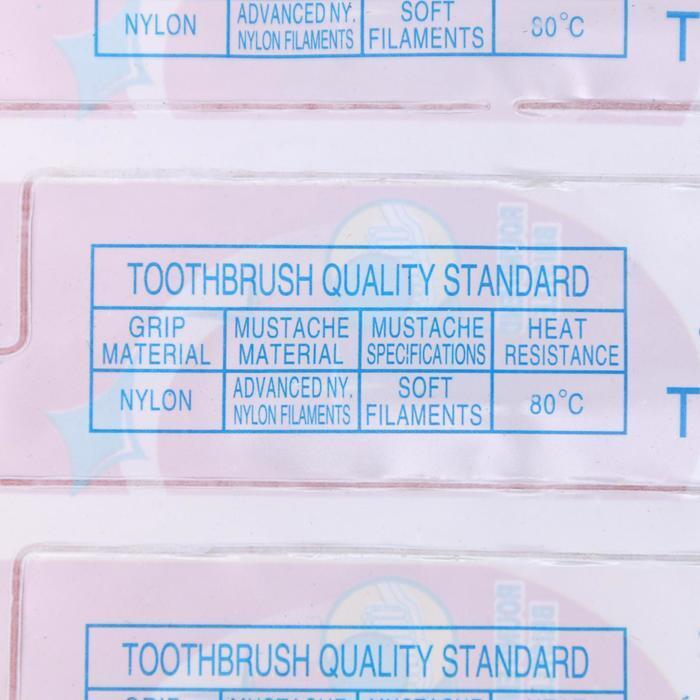 NYLON
ADVANCED NY.
NYLON FILAMENTS
SOFT
FILAMENTS
80°C
T
TOOTHBRUSH QUALITY STANDARD
GRIP
MATERIAL
MUSTACHE
MATERIAL
MUSTACHE
SPECIFICATIONS
HEAT
RESISTANCE
NYLON
ADVANCED NY.
NYLON FILAMENTS
SOFT
FILAMENTS
80°C
T
TOOTHBRUSH QUALITY STANDARD